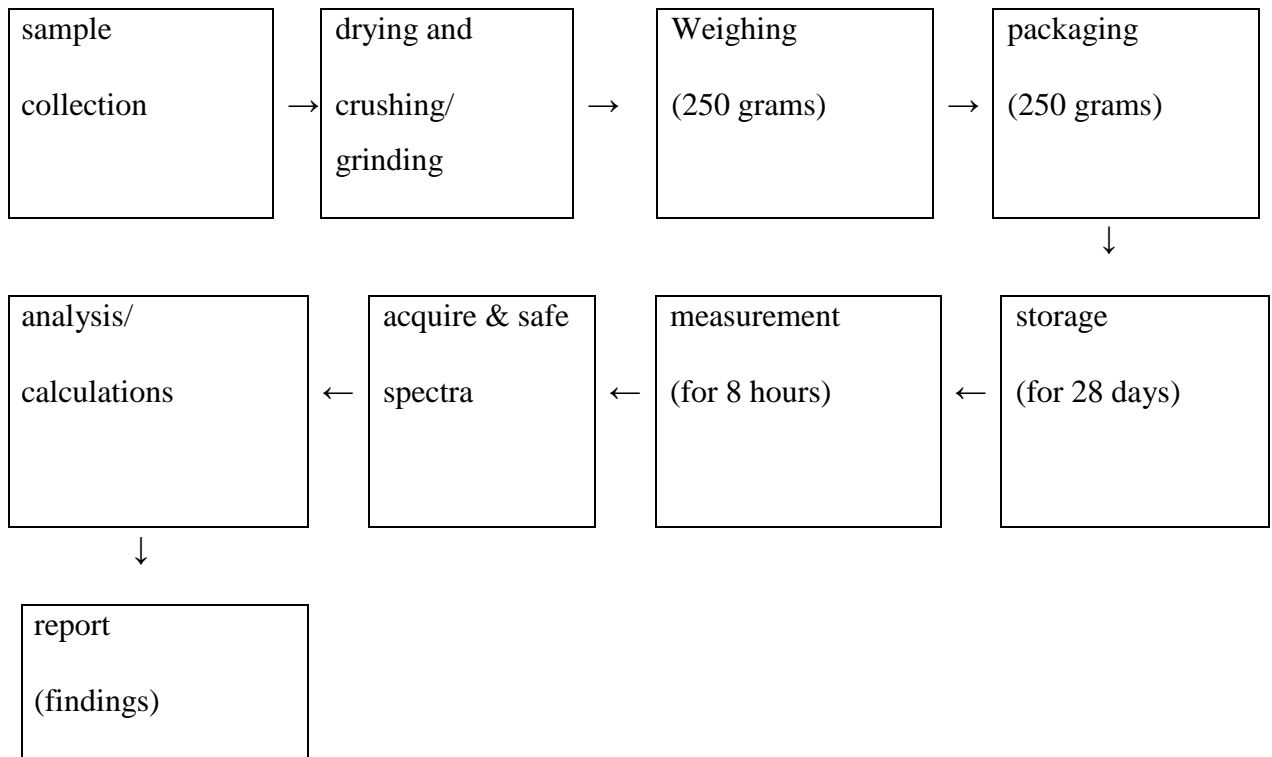 sample
collection
→
drying and
crushing/
grinding
→
Weighing
(250 grams)
→
packaging
(250 grams)
↓
storage
(for 28 days)
←
measurement
(for 8 hours)
←
acquire & safe
spectra
←
analysis/
calculations
↓
report
(findings)